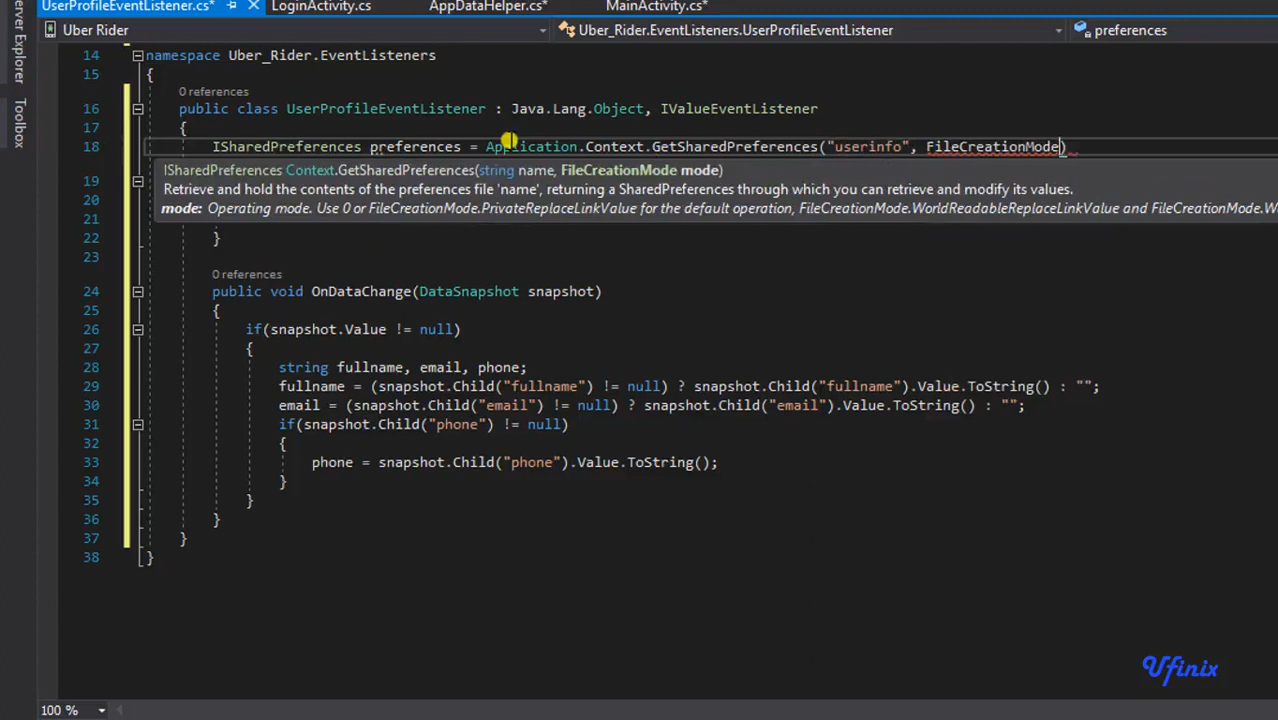 UserProfileEventListener.cs*
LoginActivity.cs
AppDataHelper.cs*
MainActivity.cs*
Server Explorer
Toolbox
Uber Rider
Uber_Rider.EventListeners.UserProfileEventListener
preferences
14 namespace Uber_Rider.EventListeners
15 {
0 references
16 public class UserProfileEventListener : Java.Lang.Object, IValueEventListener
17 {
18 ISharedPreferences preferences = Application.Context.GetSharedPreferences("userinfo", FileCreationMode)
ISharedPreferences Context.GetSharedPreferences(string name, FileCreationMode mode)
Retrieve and hold the contents of the preferences file 'name', returning a SharedPreferences through which you can retrieve and modify its values.
mode: Operating mode. Use 0 or FileCreationMode.PrivateReplaceLinkValue for the default operation, FileCreationMode.WorldReadableReplaceLinkValue and
19
20
21
22 }
23
0 references
24 public void OnDataChange(DataSnapshot snapshot)
25 {
26 if(snapshot.Value != null)
27 {
28 string fullname, email, phone;
29 fullname = (snapshot.Child("fullname") != null) ? snapshot.Child("fullname").Value.ToString() : "";
30 email = (snapshot.Child("email") != null) ? snapshot.Child("email").Value.ToString() : "";
31 if(snapshot.Child("phone") != null)
32 {
33 phone = snapshot.Child("phone").Value.ToString();
34 }
35 }
36 }
37 }
38 }
Ufinix
100 %